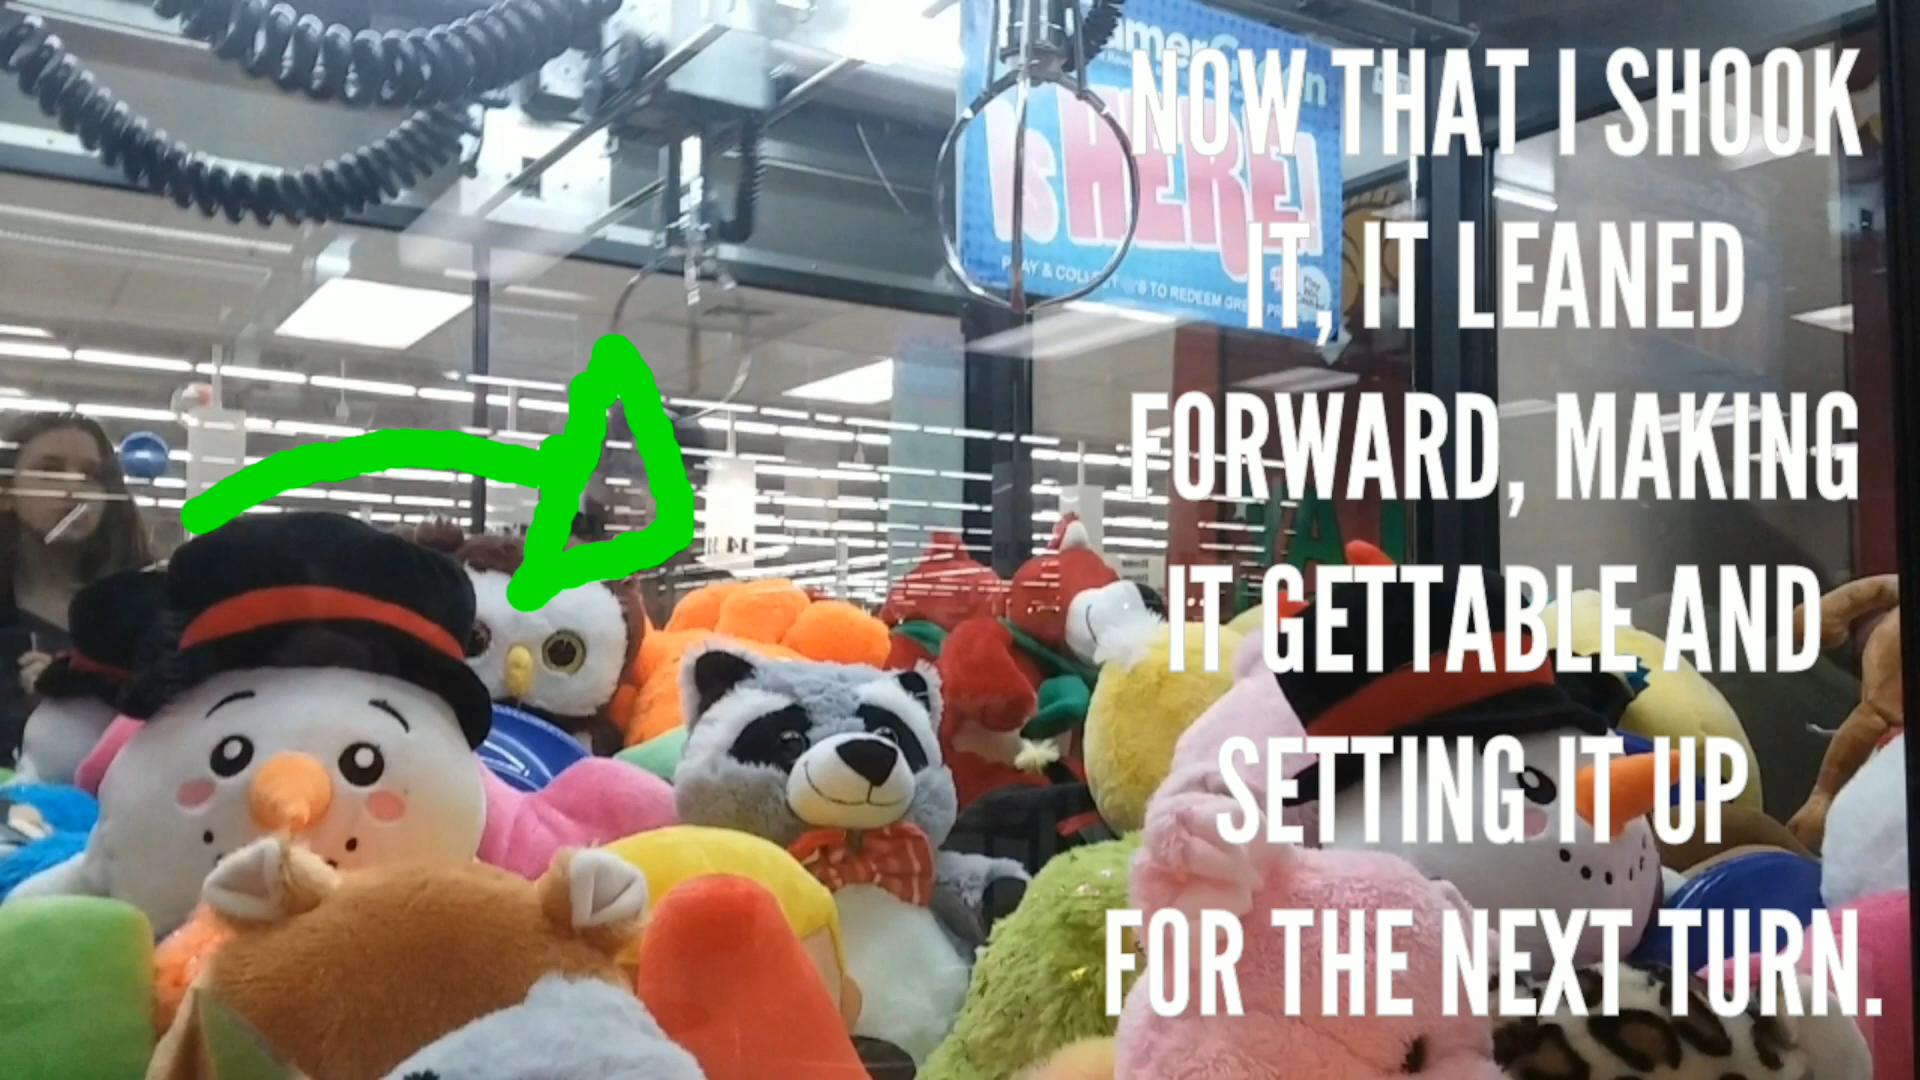 NOW THAT I SHOOK
IT, IT LEANED
FORWARD, MAKING
IT GETTABLE AND
SETTING IT UP
FOR THE NEXT TURN.
Is HERE!
PLAY & COLLECT
TO REDEEM